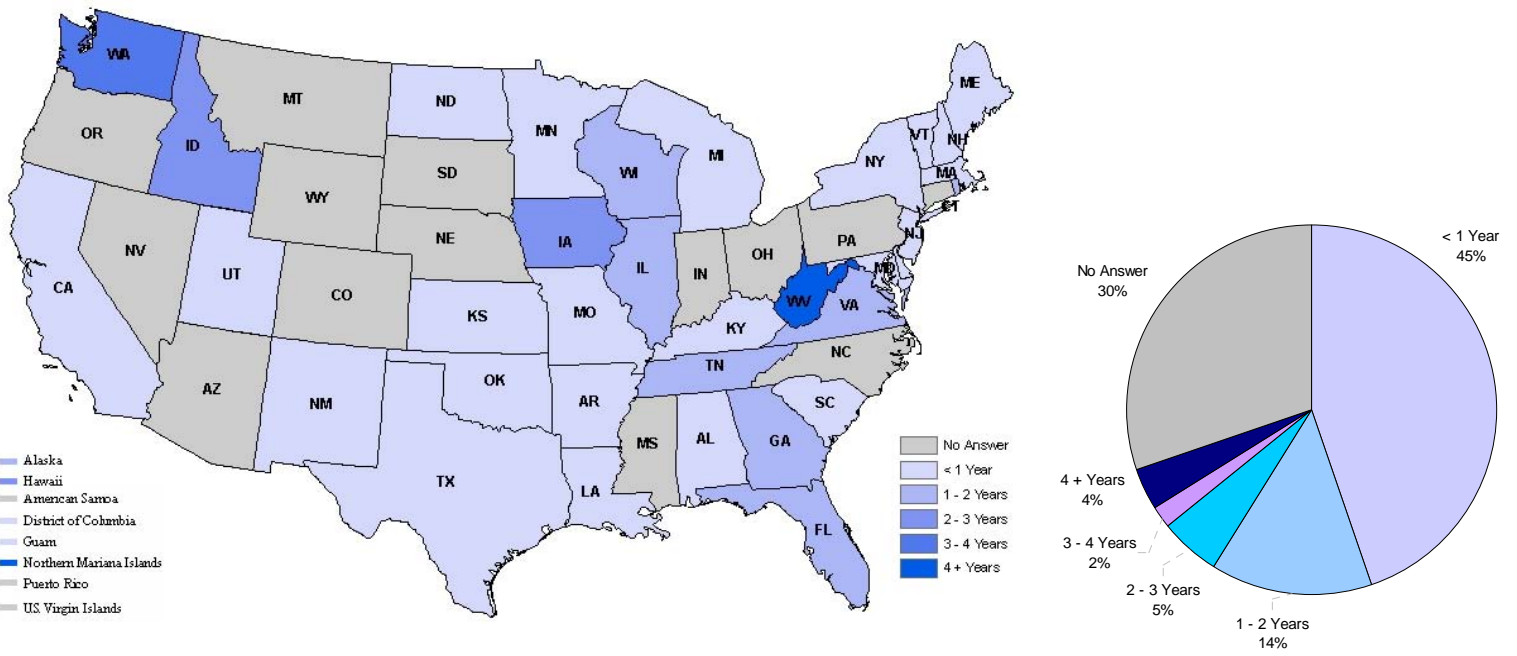 WA
MT
ND
MN
ME
VT
NH
OR
ID
MI
NY
MA
WI
SD
WY
CT
NJ
NE
IA
PA
NV
OH
MD
UT
IL
IN
CA
CO
WV
VA
KS
MO
KY
NC
TN
OK
AZ
NM
AR
SC
MS
AL
GA
TX
LA
FL
Alaska
Hawaii
American Samoa
District of Columbia
Guam
Northern Mariana Islands
Puerto Rico
U.S. Virgin Islands
No Answer
< 1 Year
1 - 2 Years
2 - 3 Years
3 - 4 Years
4 + Years
< 1 Year
45%
No Answer
30%
4 + Years
4%
3 - 4 Years
2%
2 - 3 Years
5%
1 - 2 Years
14%